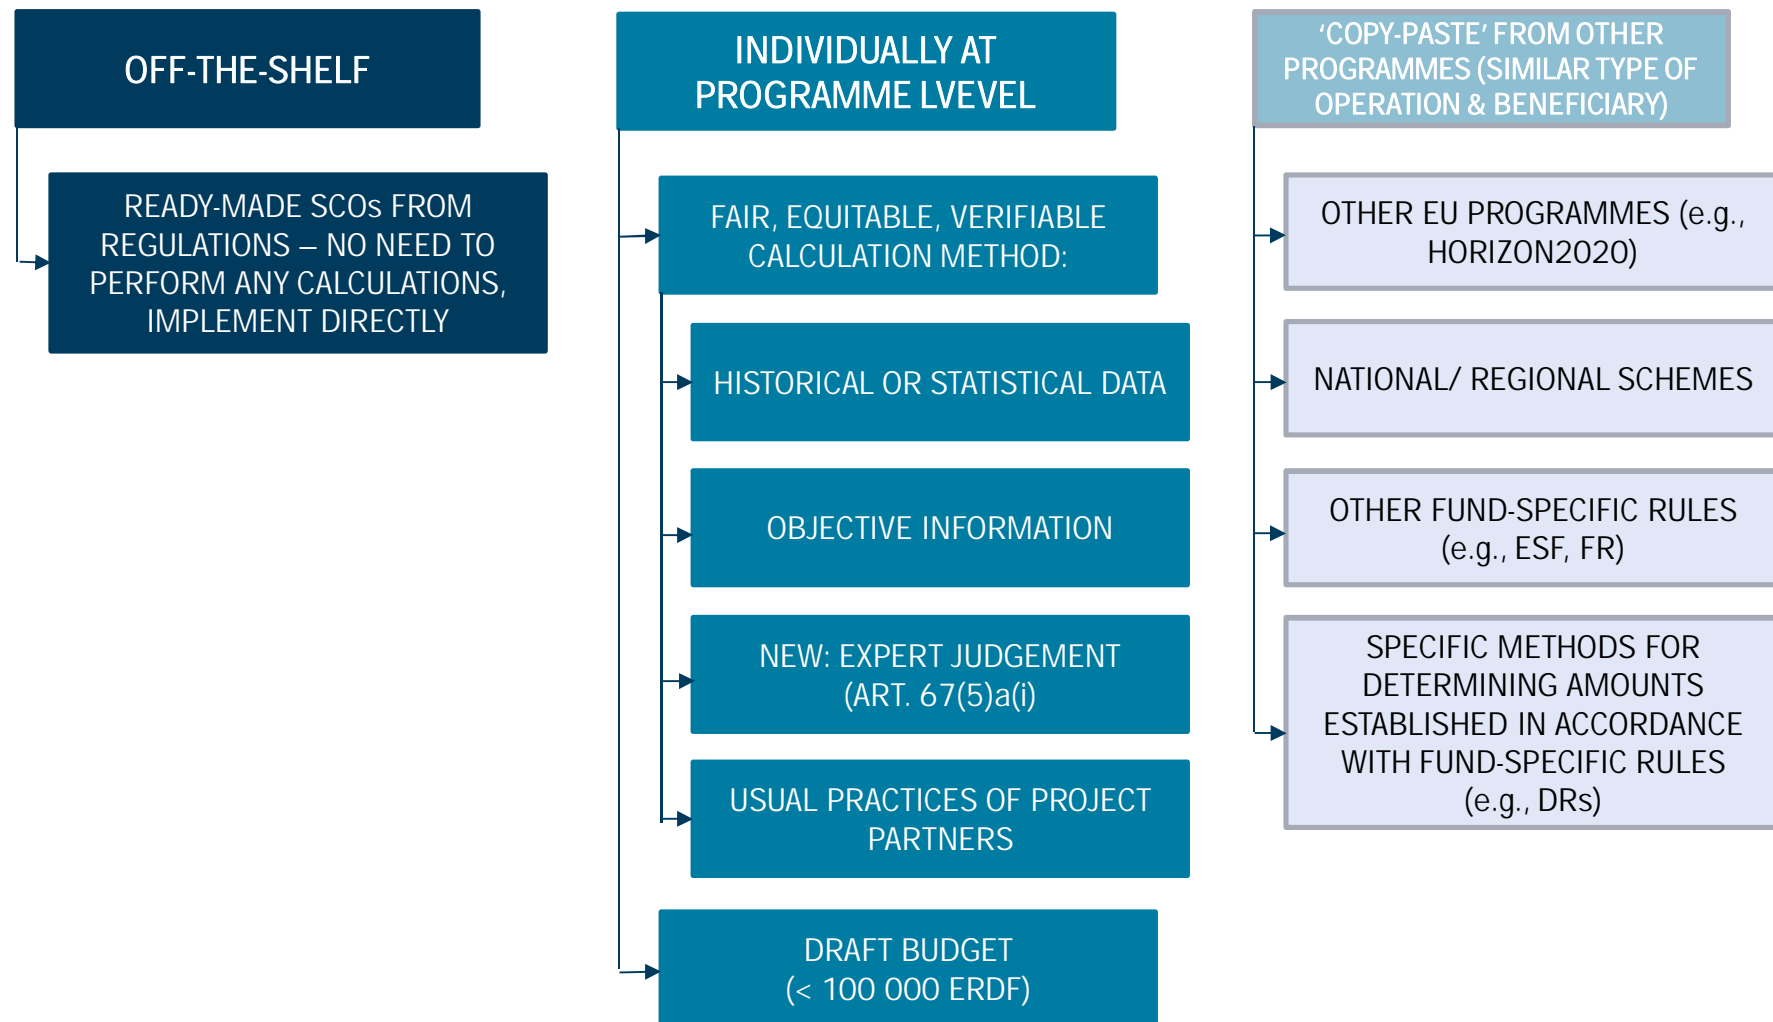 OFF-THE-SHELF
READY-MADE SCOs FROM
REGULATIONS – NO NEED TO
PERFORM ANY CALCULATIONS,
IMPLEMENT DIRECTLY
INDIVIDUALLY AT
PROGRAMME LVEVEL
FAIR, EQUITABLE, VERIFIABLE
CALCULATION METHOD:
HISTORICAL OR STATISTICAL DATA
OBJECTIVE INFORMATION
NEW: EXPERT JUDGEMENT
(ART. 67(5)a(i)
USUAL PRACTICES OF PROJECT
PARTNERS
DRAFT BUDGET
(< 100 000 ERDF)
‘COPY-PASTE’ FROM OTHER
PROGRAMMES (SIMILAR TYPE OF
OPERATION & BENEFICIARY)
OTHER EU PROGRAMMES (e.g.,
HORIZON2020)
NATIONAL/ REGIONAL SCHEMES
OTHER FUND-SPECIFIC RULES
(e.g., ESF, FR)
SPECIFIC METHODS FOR
DETERMINING AMOUNTS
ESTABLISHED IN ACCORDANCE
WITH FUND-SPECIFIC RULES
(e.g., DRs)